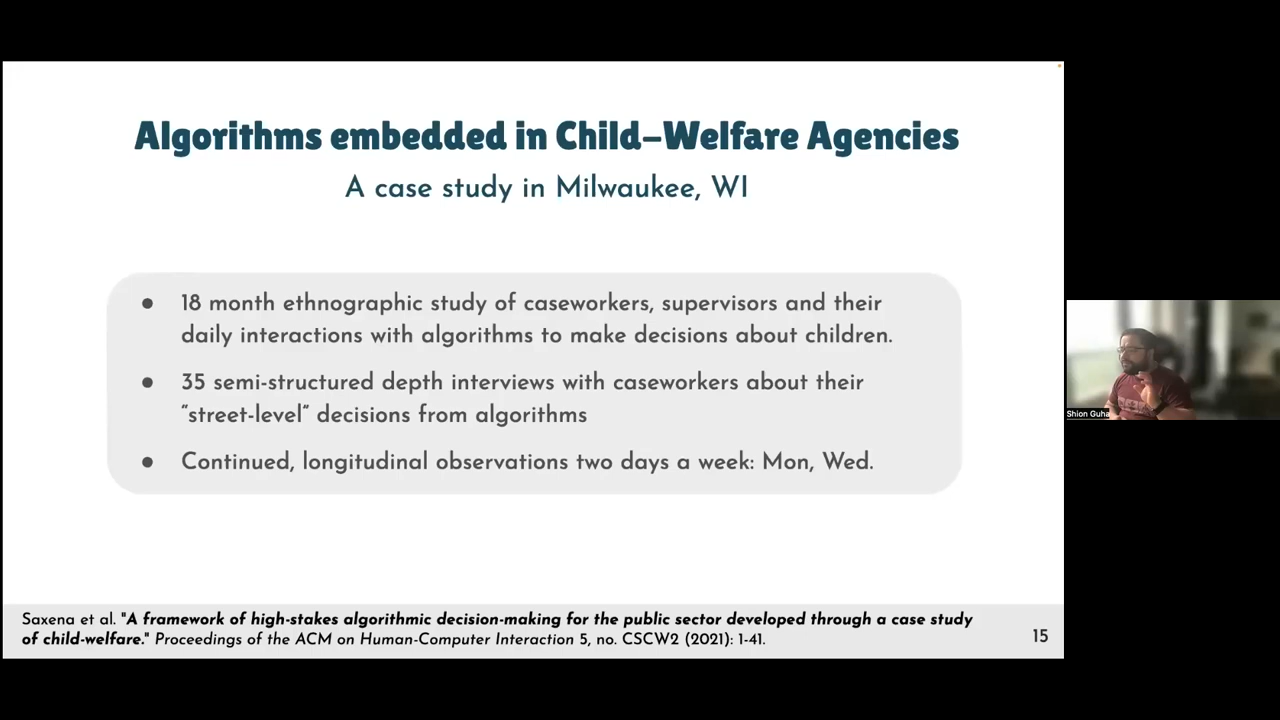 Algorithms embedded in Child-Welfare Agencies
A case study in Milwaukee, WI
● 18 month ethnographic study of caseworkers, supervisors and their
daily interactions with algorithms to make decisions about children.
● 35 semi-structured depth interviews with caseworkers about their
"street-level" decisions from algorithms
● Continued, longitudinal observations two days a week: Mon, Wed.
Shion Guha
Saxena et al. "A framework of high-stakes algorithmic decision-making for the public sector developed through a case study
of child-welfare." Proceedings of the ACM on Human-Computer Interaction 5, no. CSCW2 (2021): 1-41.
15